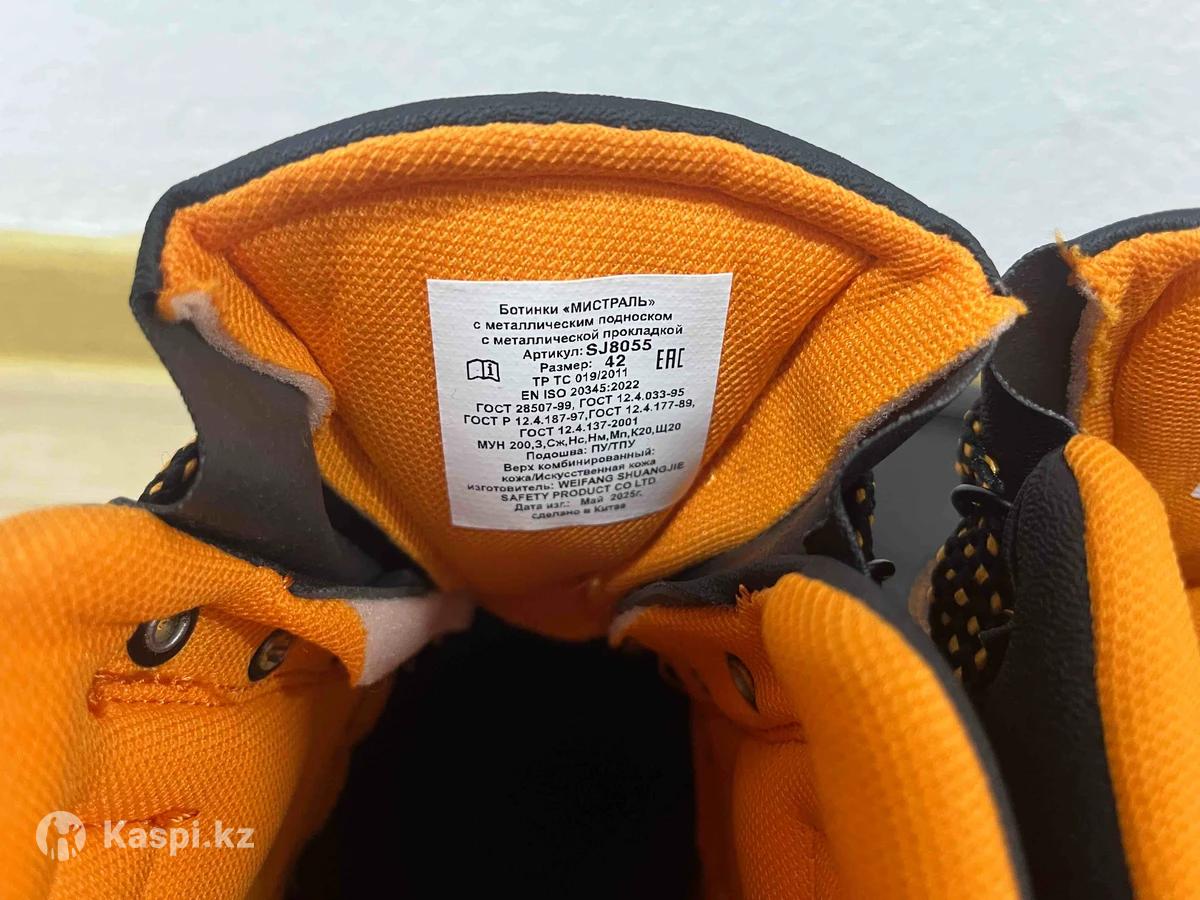 Ботинки «МИСТРАЛЬ»
с металлическим подноском
с металлической прокладкой
Артикул: SJ8055
Размер: 42
EAC
ТР ТС 019/2011
EN ISO 20345:2022
ГОСТ 28507-99, ГОСТ 12.4.033-95
ГОСТ Р 12.4.187-97,ГОСТ 12.4.177-89,
ГОСТ 12.4.137-2001
МУН 200,З,Сж,Нс,Нм,Мп,К20,Щ20
Подошва: ПУ/ТПУ
Верх комбинированный:
кожа/Искусственная кожа
изготовитель: WEIFANG SHUANGJIE
SAFETY PRODUCT CO LTD
Дата изг.: Май 2025г.
сделано в Китае
Kaspi.kz